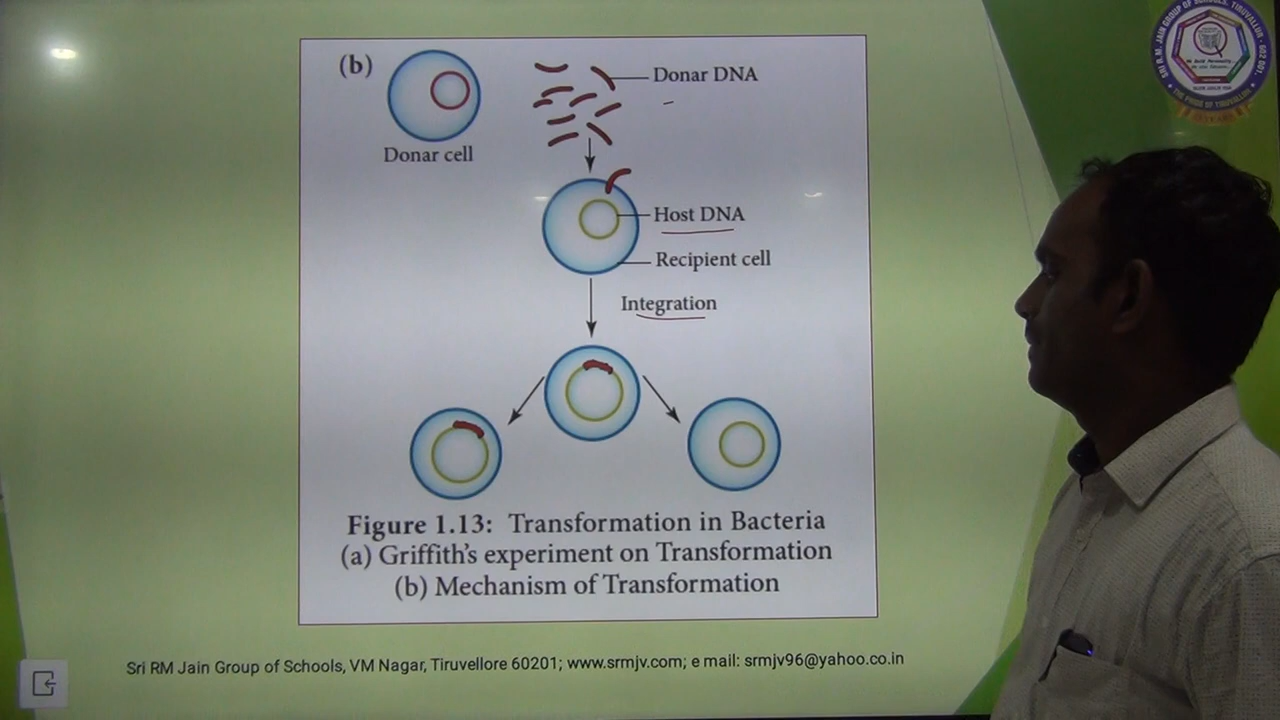 (b)
Donar DNA
Donar cell
Host DNA
Recipient cell
Integration
Figure 1.13: Transformation in Bacteria
(a) Griffith's experiment on Transformation
(b) Mechanism of Transformation
Sri RM Jain Group of Schools, VM Nagar, Tiruvellore 60201; www.srmjv.com; e mail: srmjv96@yahoo.co.in